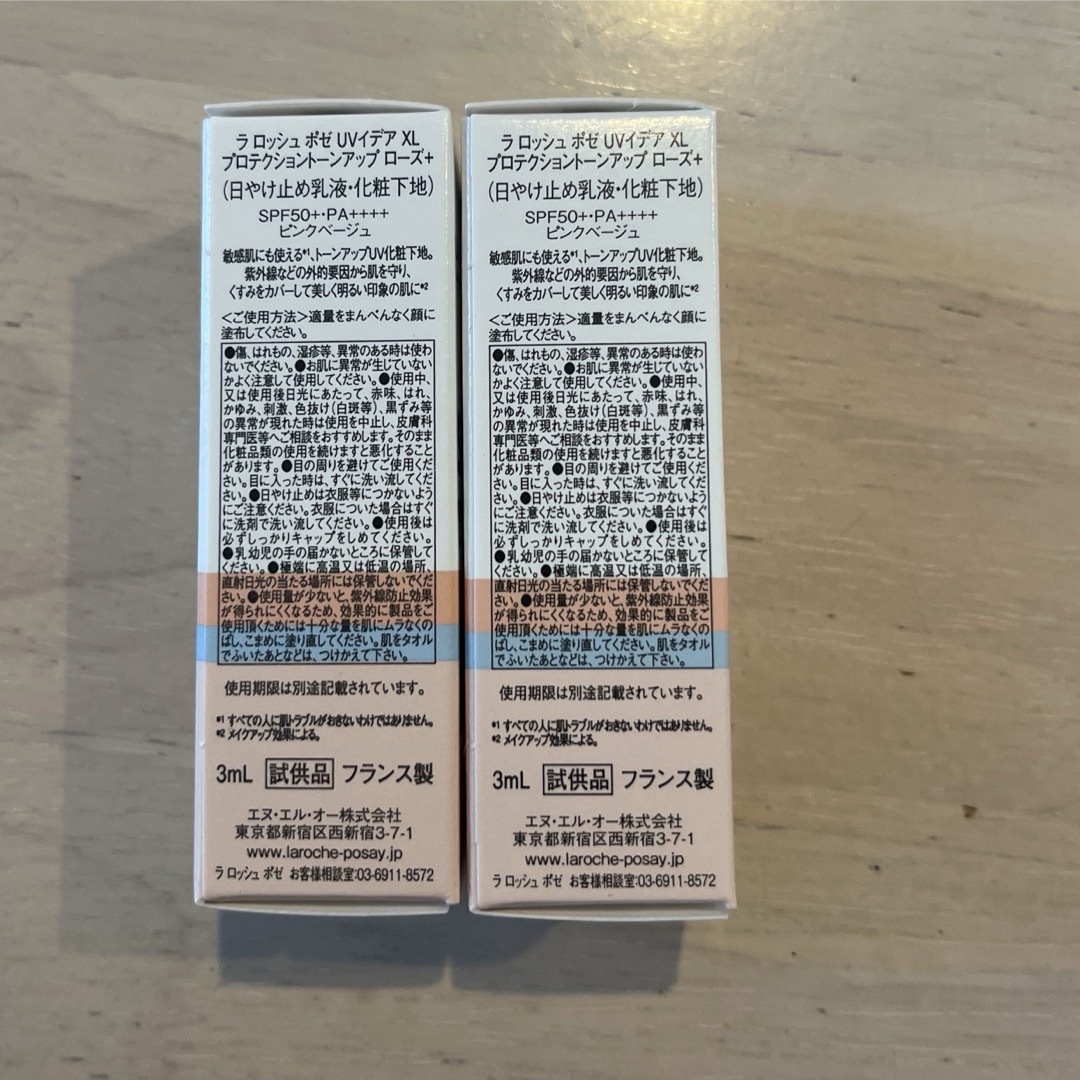 ラ ロッシュ ポゼ UVイデア XL
プロテクショントーンアップ ローズ+
(日やけ止め乳液・化粧下地)
SPF50+・PA++++
ピンクベージュ
敏感肌にも使える*1、トーンアップUV化粧下地。
紫外線などの外的要因から肌を守り、
くすみをカバーして美しく明るい印象の肌に*2
<ご使用方法>適量をまんべんなく顔に
塗布してください。
●傷、はれもの、湿疹等、異常のある時は使わ
ないでください。●お肌に異常が生じていない
かよく注意して使用してください。●使用中、
又は使用後日光にあたって、赤味、はれ、
かゆみ、刺激、色抜け(白斑等)、黒ずみ等
の異常が現れた時は使用を中止し、皮膚科
専門医等へご相談をおすすめします。そのまま
化粧品類の使用を続けますと悪化すること
があります。●目の周りを避けてご使用くだ
さい。目に入った時は、すぐに洗い流してくだ
さい。●日やけ止めは衣服等につかないよう
にご注意ください。衣服についた場合はすぐ
に洗剤で洗い流してください。●使用後は
必ずしっかりキャップをしめてください。
●乳幼児の手の届かないところに保管して
ください。●極端に高温又は低温の場所、
直射日光の当たる場所には保管しないでくだ
さい。●使用量が少ないと、紫外線防止効果
が得られにくくなるため、効果的に製品をご
使用頂くためには十分な量を肌にムラなくの
ばし、こまめに塗り直してください。肌をタオル
でふいたあとなどは、つけかえて下さい。
使用期限は別途記載されています。
*1 すべての人に肌トラブルがおきないわけではありません。
*2 メイクアップ効果による。
3mL 試供品 フランス製
エヌ・エル・オー株式会社
東京都新宿区西新宿3-7-1
www.laroche-posay.jp
ラ ロッシュ ポゼ お客様相談室:03-6911-8572
ラ ロッシュ ポゼ UVイデア XL
プロテクショントーンアップ ローズ+
(日やけ止め乳液・化粧下地)
SPF50+・PA++++
ピンクベージュ
敏感肌にも使える*1、トーンアップUV化粧下地。
紫外線などの外的要因から肌を守り、
くすみをカバーして美しく明るい印象の肌に*2
<ご使用方法>適量をまんべんなく顔に
塗布してください。
●傷、はれもの、湿疹等、異常のある時は使わ
ないでください。●お肌に異常が生じていない
かよく注意して使用してください。●使用中、
又は使用後日光にあたって、赤味、はれ、
かゆみ、刺激、色抜け(白斑等)、黒ずみ等
の異常が現れた時は使用を中止し、皮膚科
専門医等へご相談をおすすめします。そのまま
化粧品類の使用を続けますと悪化すること
があります。●目の周りを避けてご使用くだ
さい。目に入った時は、すぐに洗い流してくだ
さい。●日やけ止めは衣服等につかないよう
にご注意ください。衣服についた場合はすぐ
に洗剤で洗い流してください。●使用後は
必ずしっかりキャップをしめてください。
●乳幼児の手の届かないところに保管して
ください。●極端に高温又は低温の場所、
直射日光の当たる場所には保管しないでくだ
さい。●使用量が少ないと、紫外線防止効果
が得られにくくなるため、効果的に製品をご
使用頂くためには十分な量を肌にムラなくの
ばし、こまめに塗り直してください。肌をタオル
でふいたあとなどは、つけかえて下さい。
使用期限は別途記載されています。
*1 すべての人に肌トラブルがおきないわけではありません。
*2 メイクアップ効果による。
3mL 試供品 フランス製
エヌ・エル・オー株式会社
東京都新宿区西新宿3-7-1
www.laroche-posay.jp
ラ ロッシュ ポゼ お客様相談室:03-6911-8572